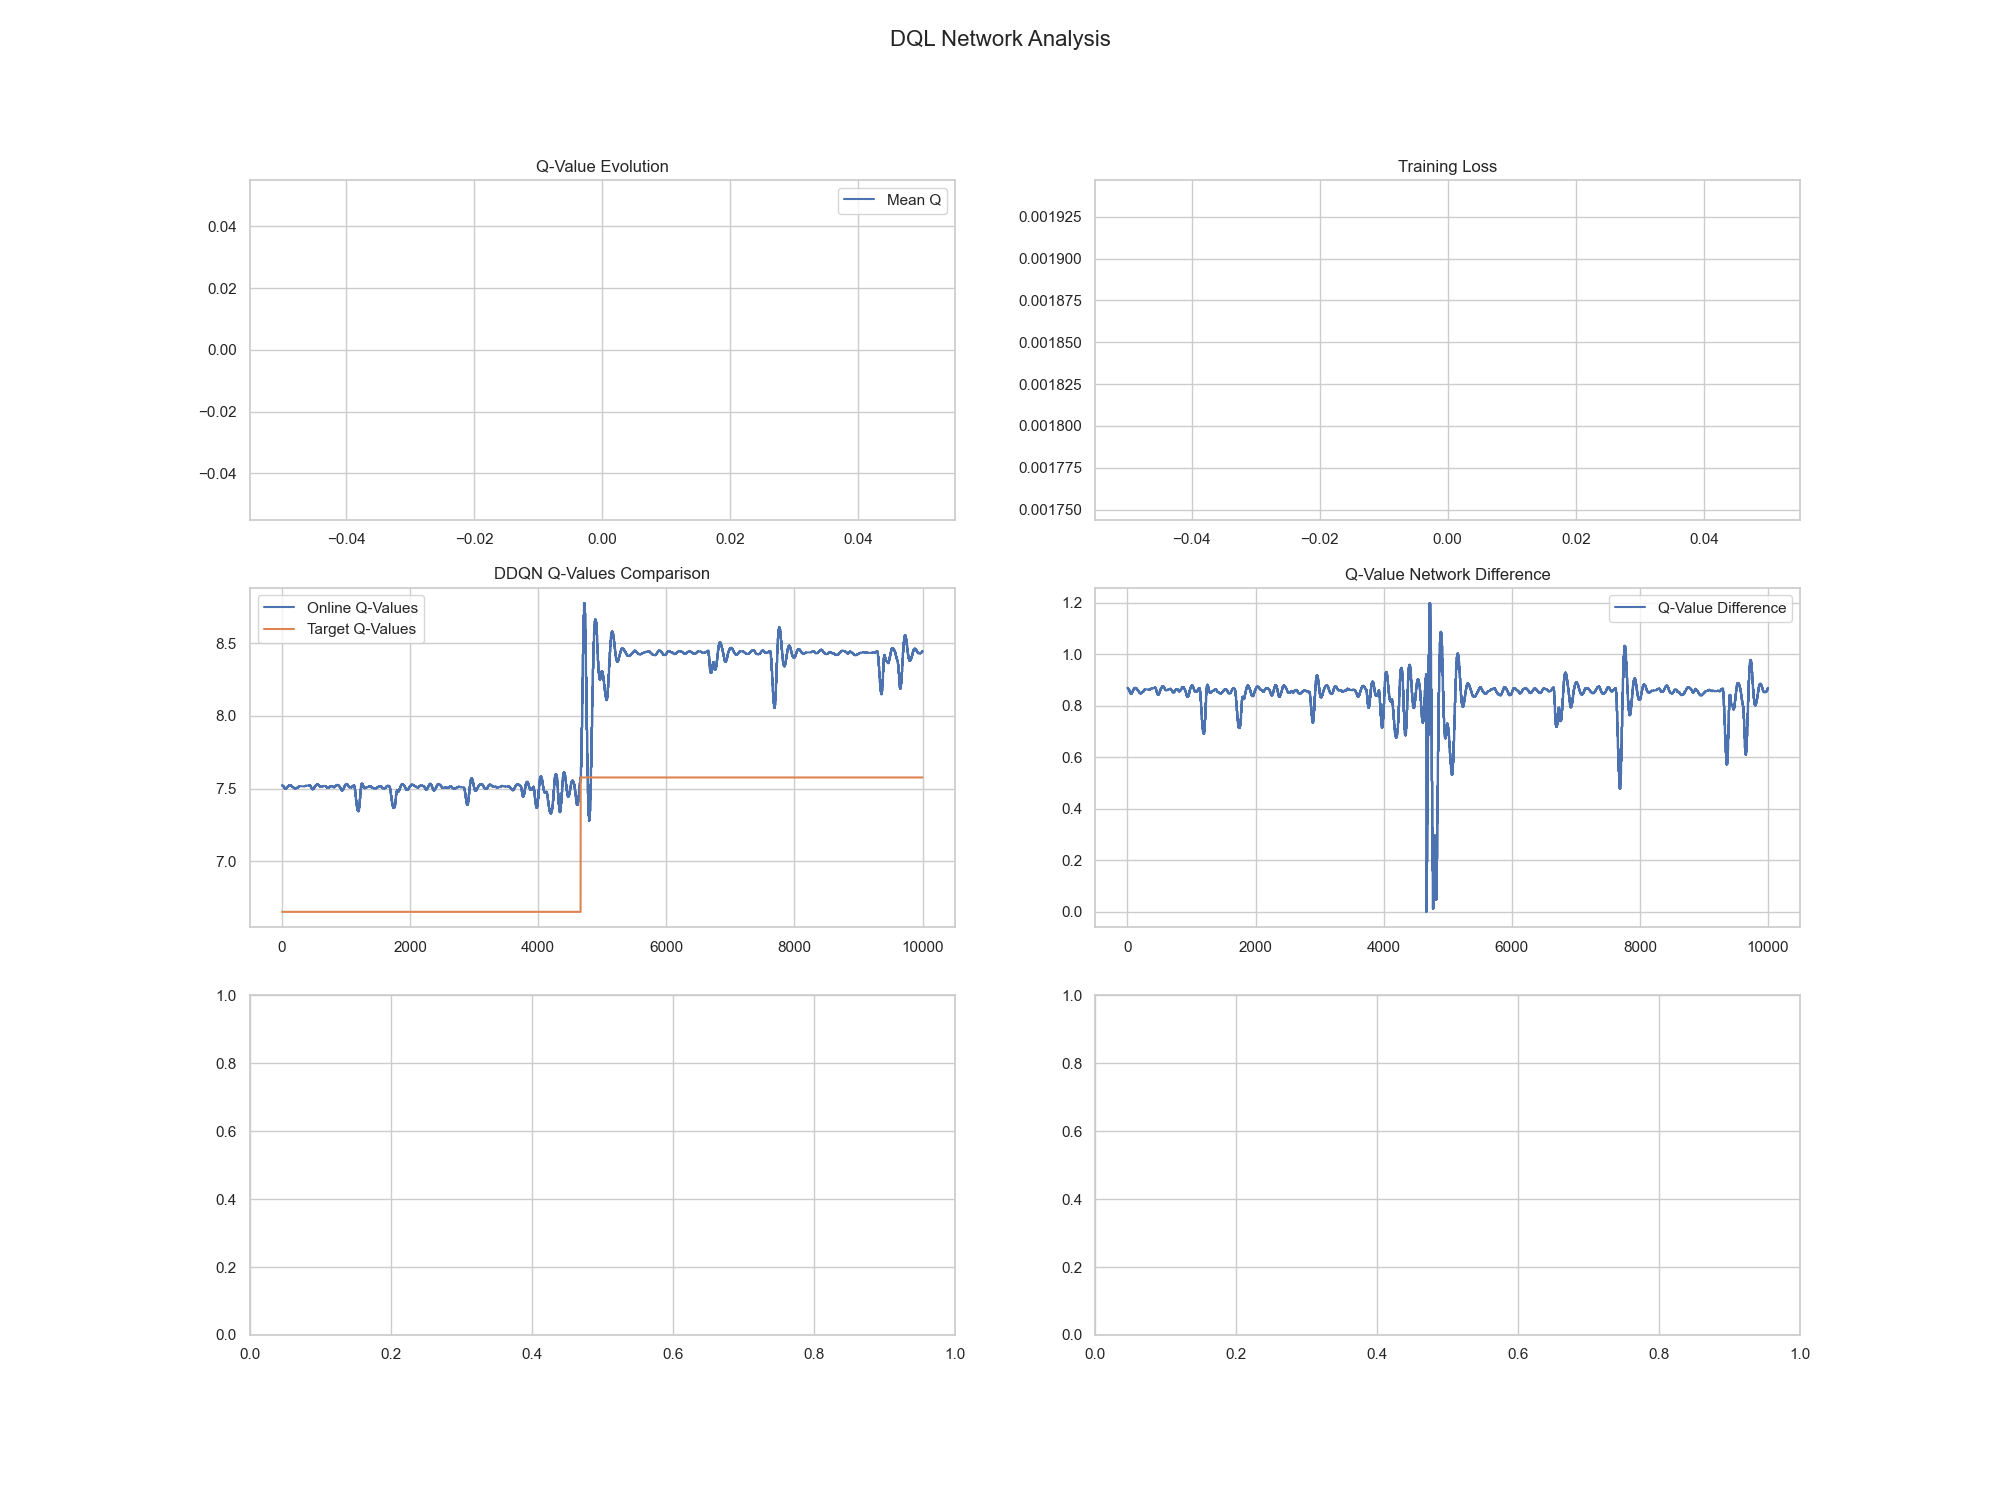 DQL Network Analysis
Q-Value Evolution
Mean Q
0.04
0.02
0.00
−0.02
−0.04
−0.04 −0.02 0.00 0.02 0.04
Training Loss
0.001925
0.001900
0.001875
0.001850
0.001825
0.001800
0.001775
0.001750
−0.04 −0.02 0.00 0.02 0.04
DDQN Q-Values Comparison
Online Q-Values
Target Q-Values
8.5
8.0
7.5
7.0
0 2000 4000 6000 8000 10000
Q-Value Network Difference
Q-Value Difference
1.2
1.0
0.8
0.6
0.4
0.2
0.0
0 2000 4000 6000 8000 10000
1.0
0.8
0.6
0.4
0.2
0.0
0.0 0.2 0.4 0.6 0.8 1.0
1.0
0.8
0.6
0.4
0.2
0.0
0.0 0.2 0.4 0.6 0.8 1.0